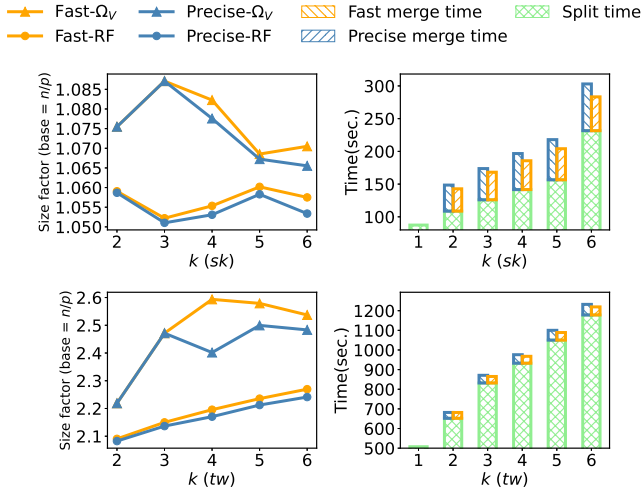 Fast-Ω_V Precise-Ω_V Fast merge time Split time
Fast-RF Precise-RF Precise merge time
Size factor (base = n/p)
1.085
1.080
1.075
1.070
1.065
1.060
1.055
1.050
2 3 4 5 6
k (sk)
Time(sec.)
300
250
200
150
100
1 2 3 4 5 6
k (sk)
Size factor (base = n/p)
2.6
2.5
2.4
2.3
2.2
2.1
2 3 4 5 6
k (tw)
Time(sec.)
1200
1100
1000
900
800
700
600
500
1 2 3 4 5 6
k (tw)